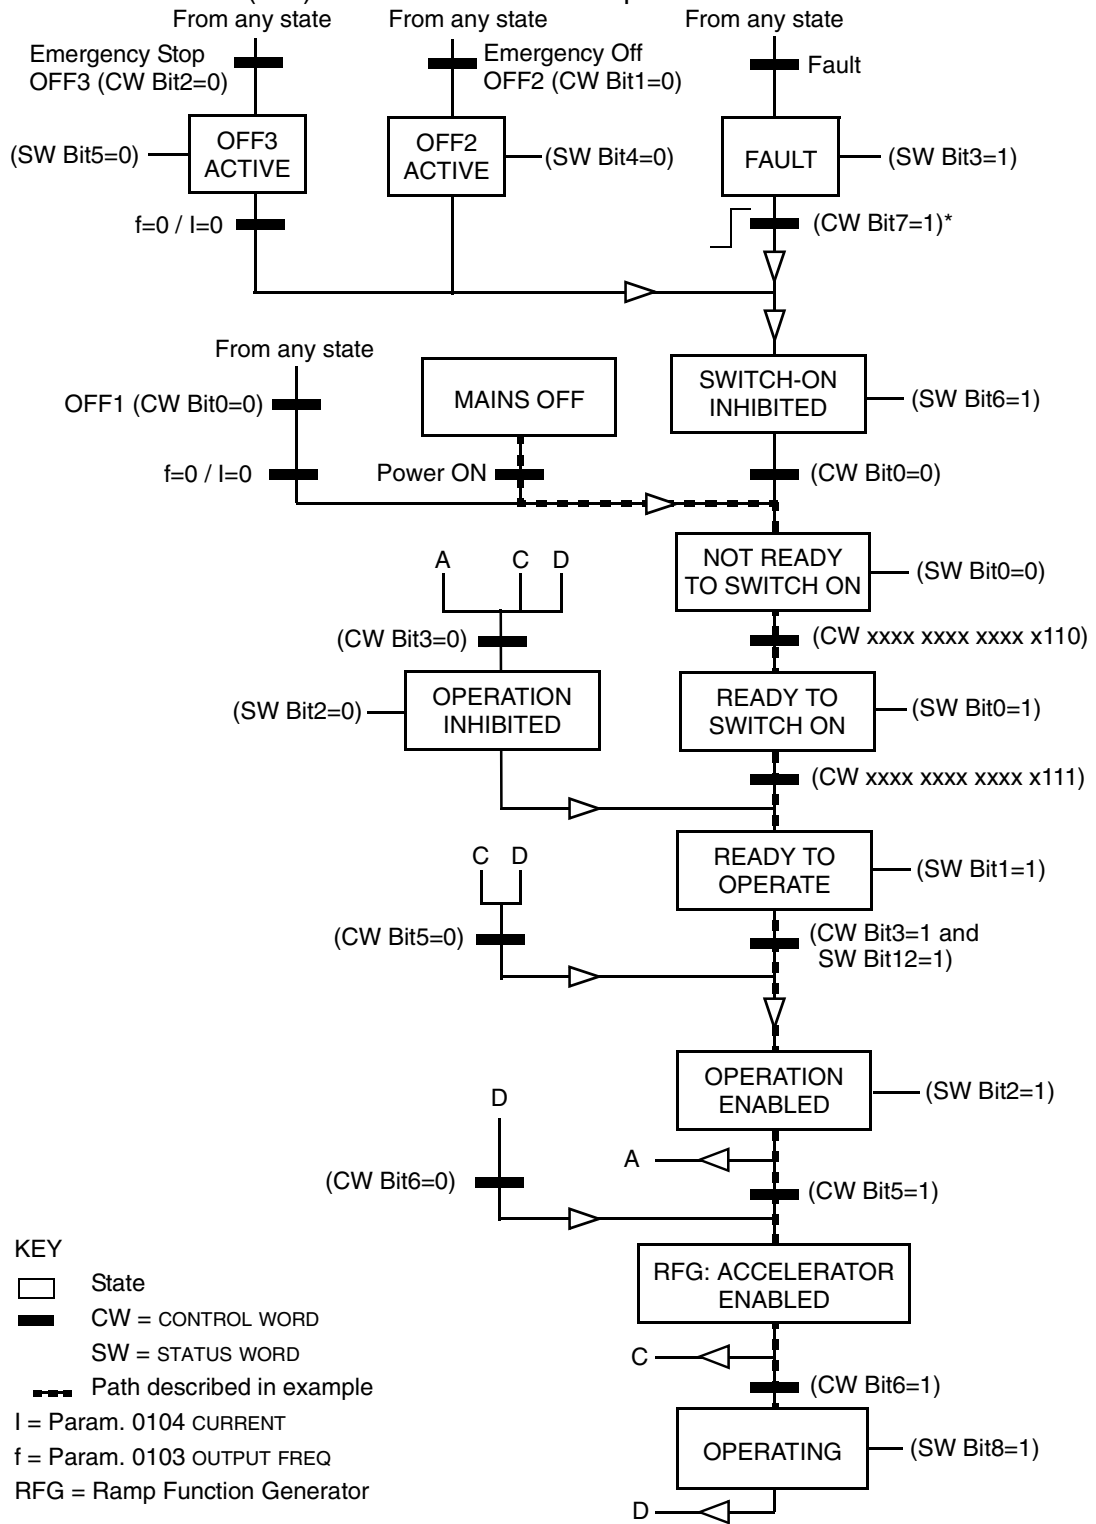 From any state
From any state
From any state
Emergency Stop
OFF3 (CW Bit2=0)
Emergency Off
OFF2 (CW Bit1=0)
Fault
(SW Bit5=0)
OFF3
ACTIVE
OFF2
ACTIVE
(SW Bit4=0)
FAULT
(SW Bit3=1)
f=0 / I=0
(CW Bit7=1)*
From any state
OFF1 (CW Bit0=0)
MAINS OFF
SWITCH-ON
INHIBITED
(SW Bit6=1)
f=0 / I=0
Power ON
(CW Bit0=0)
A
C
D
NOT READY
TO SWITCH ON
(SW Bit0=0)
(CW Bit3=0)
(CW xxxx xxxx xxxx x110)
(SW Bit2=0)
OPERATION
INHIBITED
READY TO
SWITCH ON
(SW Bit0=1)
(CW xxxx xxxx xxxx x111)
C
D
READY TO
OPERATE
(SW Bit1=1)
(CW Bit5=0)
(CW Bit3=1 and
SW Bit12=1)
OPERATION
ENABLED
(SW Bit2=1)
D
A
(CW Bit6=0)
(CW Bit5=1)
RFG: ACCELERATOR
ENABLED
C
(CW Bit6=1)
OPERATING
(SW Bit8=1)
D
KEY
State
CW = CONTROL WORD
SW = STATUS WORD
Path described in example
I = Param. 0104 CURRENT
f = Param. 0103 OUTPUT FREQ
RFG = Ramp Function Generator